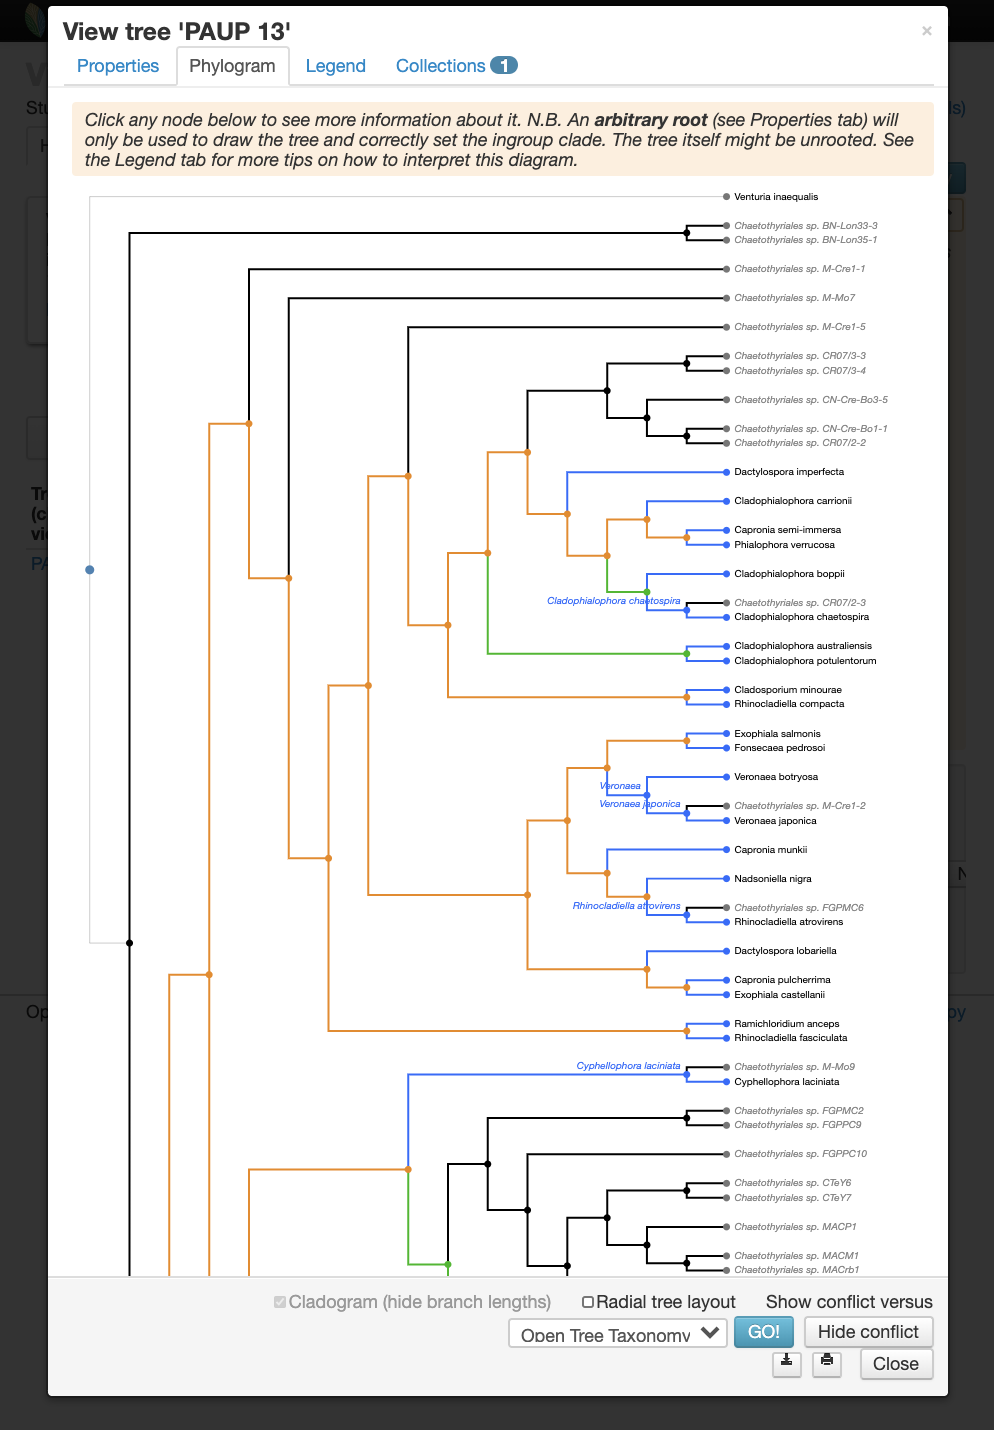 View tree 'PAUP 13'
×
Properties
Phylogram
Legend
Collections 1
Click any node below to see more information about it. N.B. An arbitrary root (see Properties tab) will
only be used to draw the tree and correctly set the ingroup clade. The tree itself might be unrooted. See
the Legend tab for more tips on how to interpret this diagram.
Venturia inaequalis
Chaetothyriales sp. BN-Lon33-3
Chaetothyriales sp. BN-Lon35-1
Chaetothyriales sp. M-Cre1-1
Chaetothyriales sp. M-Mo7
Chaetothyriales sp. M-Cre1-5
Chaetothyriales sp. CR07/3-3
Chaetothyriales sp. CR07/3-4
Chaetothyriales sp. CN-Cre-Bo3-5
Chaetothyriales sp. CN-Cre-Bo1-1
Chaetothyriales sp. CR07/2-2
Dactylospora imperfecta
Cladophialophora carrionii
Capronia semi-immersa
Phialophora verrucosa
Cladophialophora boppii
Cladophialophora chaetospira
Chaetothyriales sp. CR07/2-3
Cladophialophora chaetospira
Cladophialophora australiensis
Cladophialophora potulentorum
Cladosporium minourae
Rhinocladiella compacta
Exophiala salmonis
Fonsecaea pedrosoi
Veronaea botryosa
Veronaea
Veronaea japonica
Chaetothyriales sp. M-Cre1-2
Veronaea japonica
Capronia munkii
Nadsoniella nigra
Rhinocladiella atrovirens
Chaetothyriales sp. FGPMC6
Rhinocladiella atrovirens
Dactylospora lobariella
Capronia pulcherrima
Exophiala castellanii
Ramichloridium anceps
Rhinocladiella fasciculata
Cyphellophora laciniata
Chaetothyriales sp. M-Mo9
Cyphellophora laciniata
Chaetothyriales sp. FGPMC2
Chaetothyriales sp. FGPPC9
Chaetothyriales sp. FGPPC10
Chaetothyriales sp. CTeY6
Chaetothyriales sp. CTeY7
Chaetothyriales sp. MACP1
Chaetothyriales sp. MACM1
Chaetothyriales sp. MACrb1
Cladogram (hide branch lengths)
Radial tree layout
Show conflict versus
Open Tree Taxonomy
GO!
Hide conflict
Close